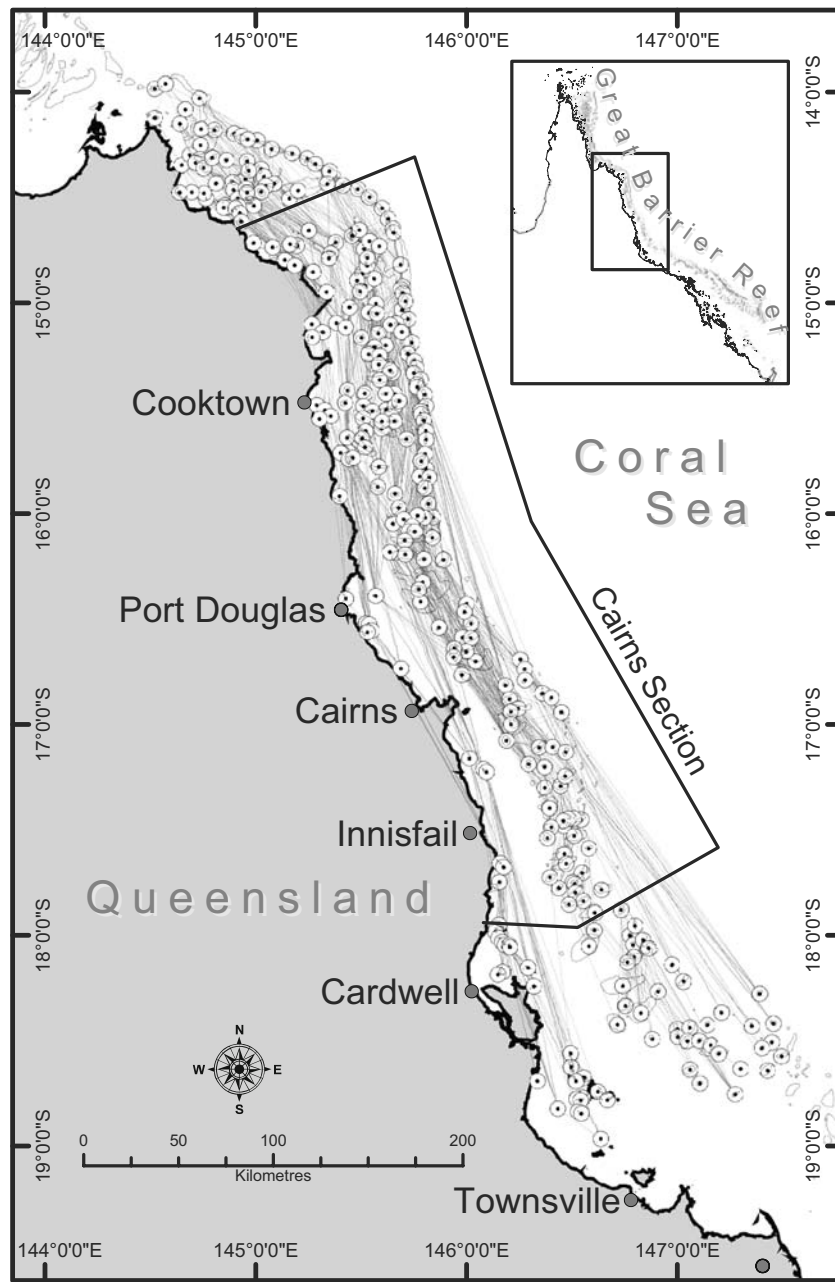 144°0'0"E 145°0'0"E 146°0'0"E 147°0'0"E
14°0'0"S
14°0'0"S
Great Barrier Reef
15°0'0"S
15°0'0"S
Cooktown
Coral
Sea
16°0'0"S
16°0'0"S
Port Douglas
Cairns Section
Cairns
17°0'0"S
17°0'0"S
Innisfail
Queensland
18°0'0"S
18°0'0"S
Cardwell
N
W E
S
0 50 100 200
Kilometres
19°0'0"S
19°0'0"S
Townsville
144°0'0"E 145°0'0"E 146°0'0"E 147°0'0"E